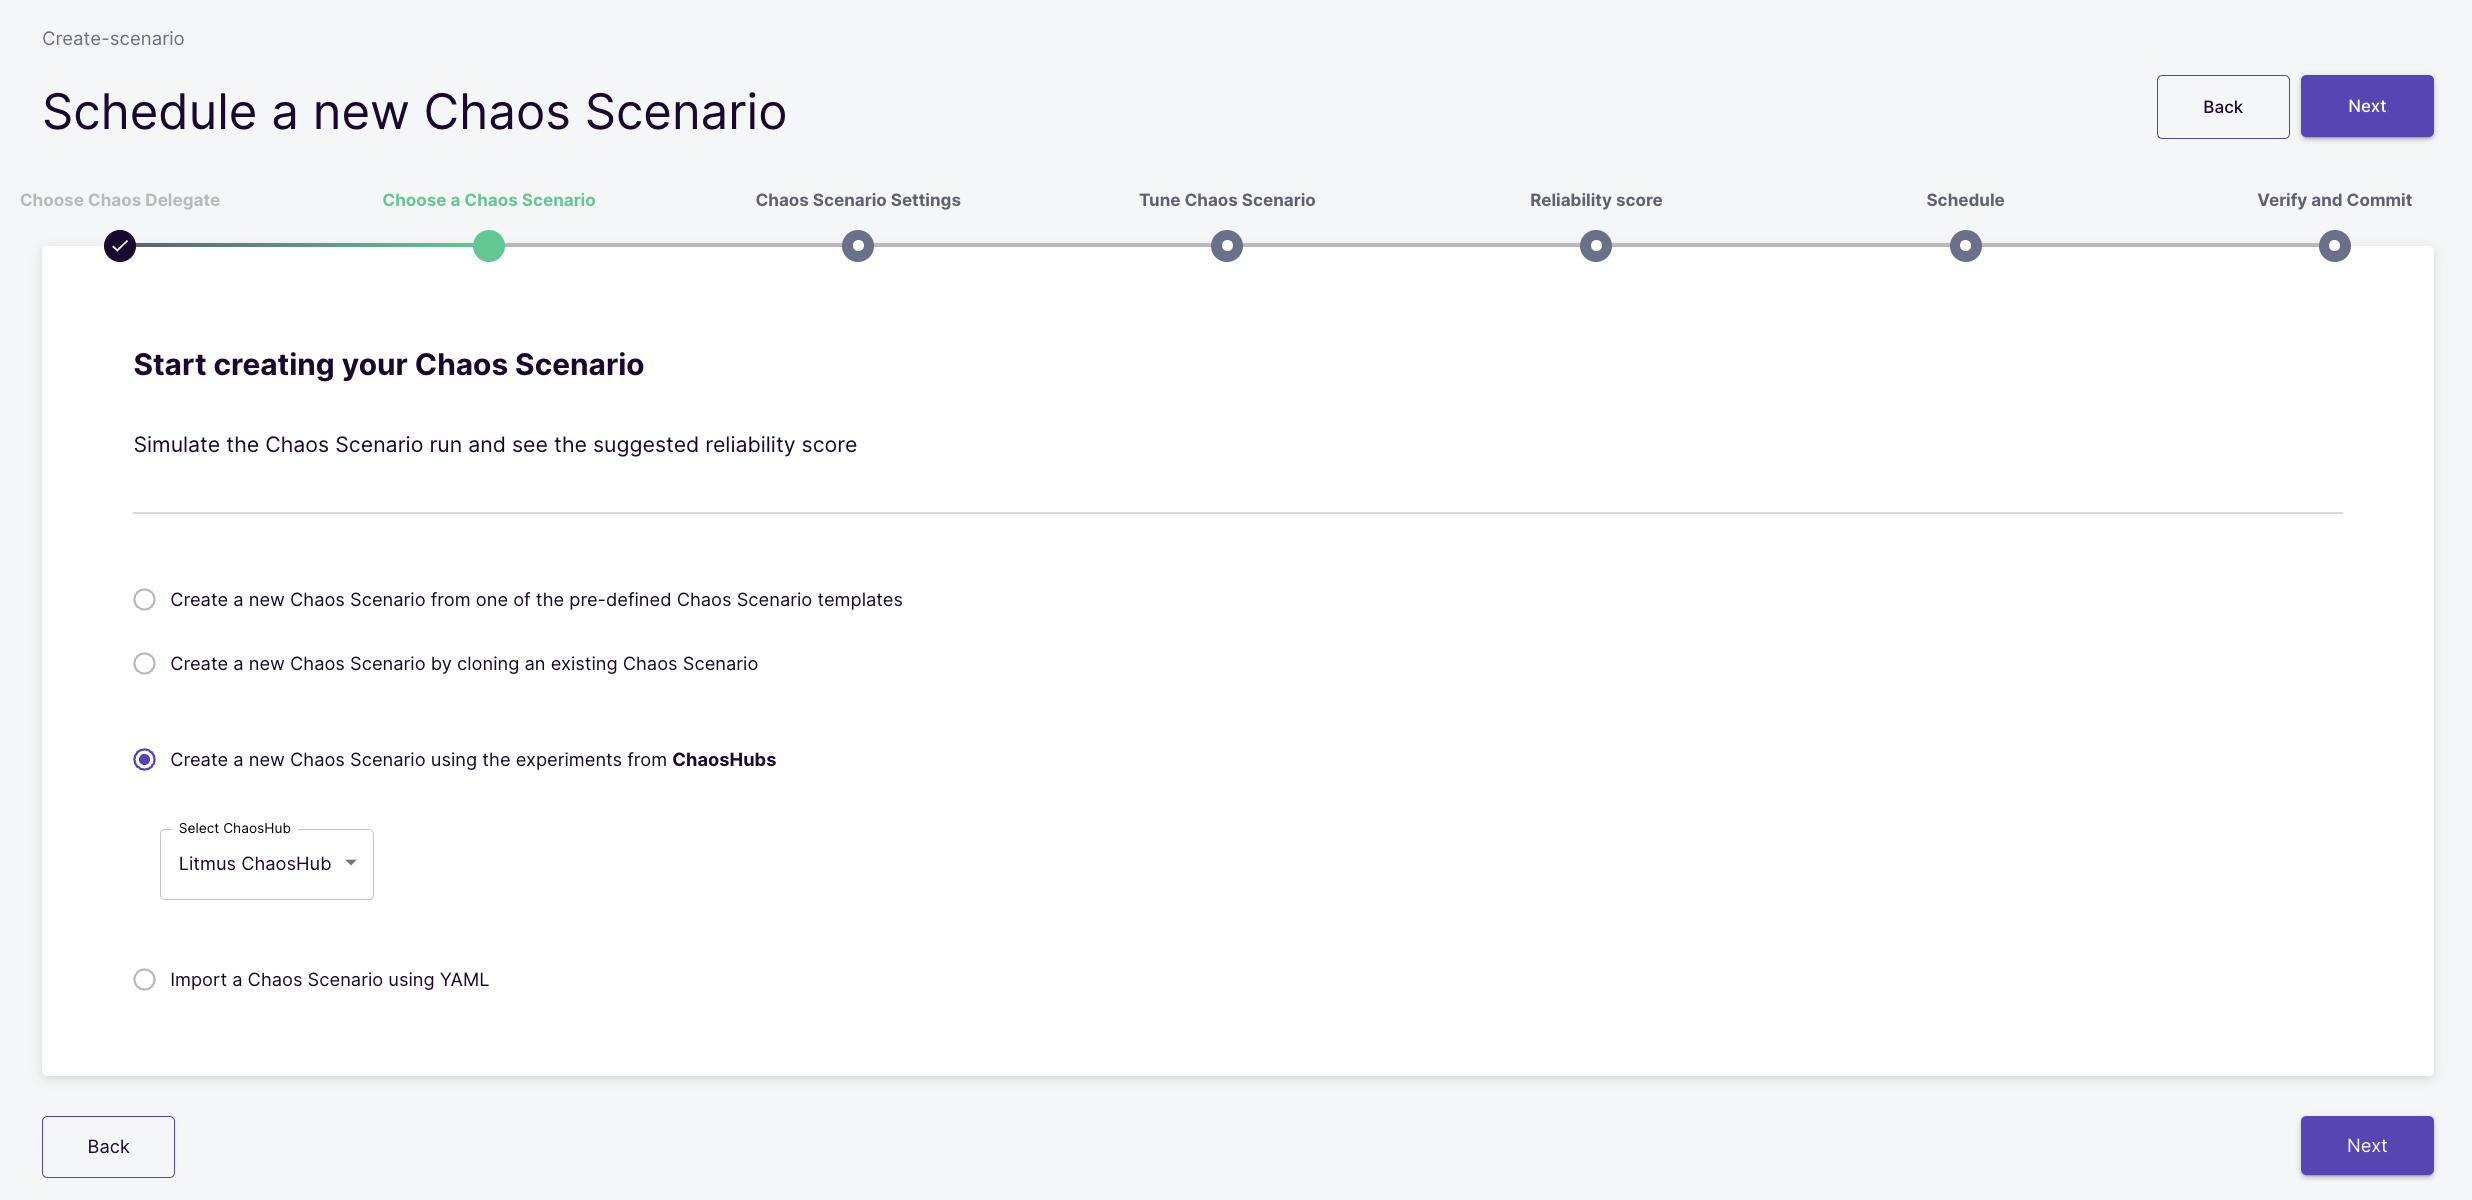 Create-scenario
Schedule a new Chaos Scenario
Back
Next
Choose Chaos Delegate
Choose a Chaos Scenario
Chaos Scenario Settings
Tune Chaos Scenario
Reliability score
Schedule
Verify and Commit
Start creating your Chaos Scenario
Simulate the Chaos Scenario run and see the suggested reliability score
Create a new Chaos Scenario from one of the pre-defined Chaos Scenario templates
Create a new Chaos Scenario by cloning an existing Chaos Scenario
Create a new Chaos Scenario using the experiments from ChaosHubs
Select ChaosHub
Litmus ChaosHub
Import a Chaos Scenario using YAML
Back
Next